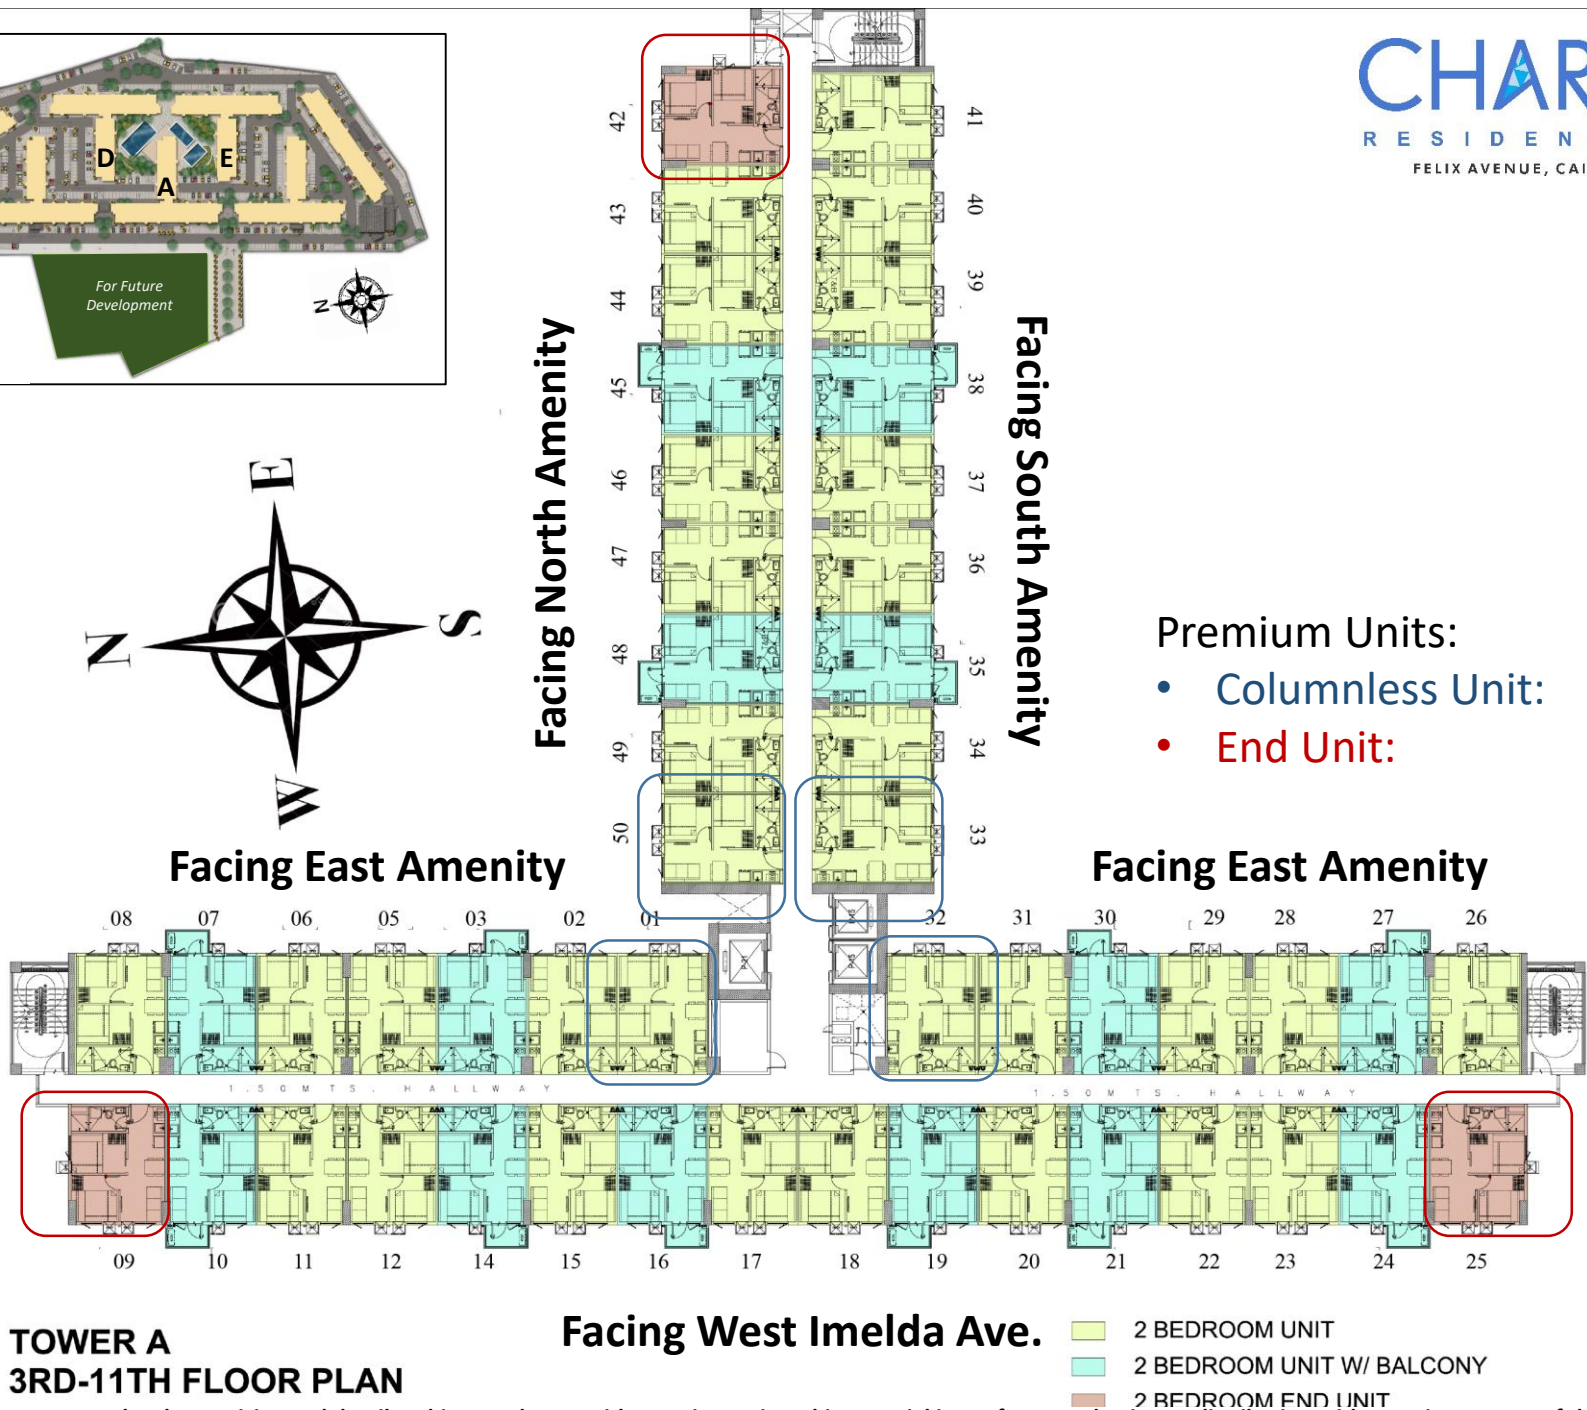 CHAR
RESIDEN
FELIX AVENUE, CAI
D
E
A
For Future
Development
N
42
43
44
45
46
47
48
49
50
41
40
39
38
37
36
35
34
33
Facing North Amenity
Facing South Amenity
E
N
S
W
Premium Units:
• Columnless Unit:
• End Unit:
Facing East Amenity
Facing East Amenity
08 07 06 05 03 02 01
32 31 30 29 28 27 26
1.50 MTS. HALLWAY
1.50 MTS. HALLWAY
09 10 11 12 14 15 16 17 18 19 20 21 22 23 24 25
Facing West Imelda Ave.
TOWER A
3RD-11TH FLOOR PLAN
2 BEDROOM UNIT
2 BEDROOM UNIT W/ BALCONY
2 BEDROOM END UNIT